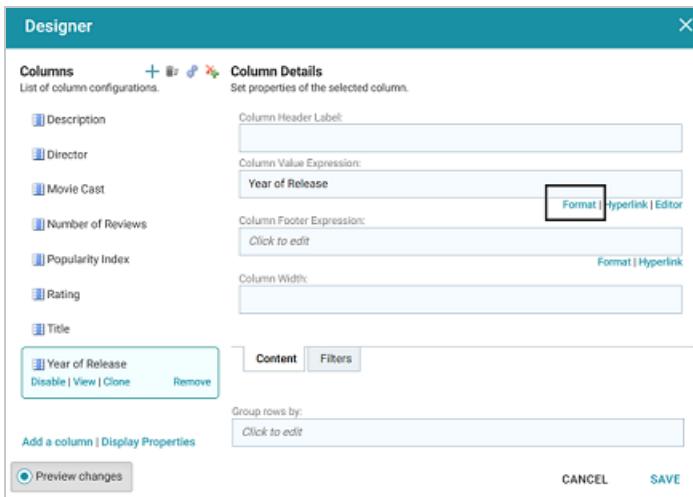 Designer
Columns
List of column configurations.
Description
Director
Movie Cast
Number of Reviews
Popularity Index
Rating
Title
Year of Release
Disable | View | Clone Remove
Add a column | Display Properties
Preview changes
Column Details
Set properties of the selected column.
Column Header Label:
Column Value Expression:
Year of Release
Format | Hyperlink | Editor
Column Footer Expression:
Click to edit
Format | Hyperlink
Column Width:
Content Filters
Group rows by:
Click to edit
CANCEL SAVE